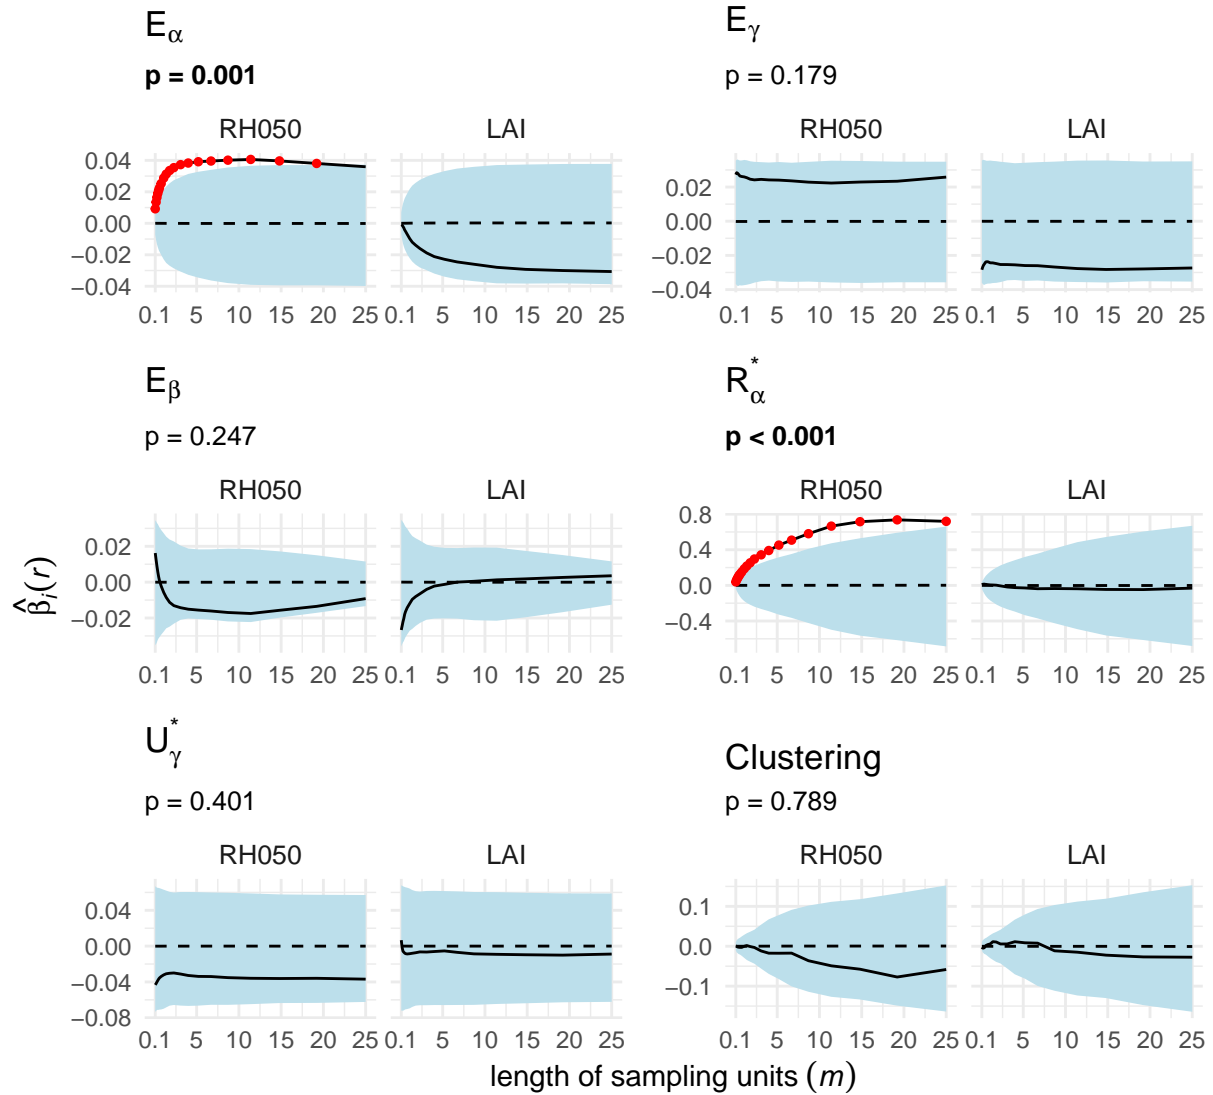 Eα
p = 0.001
RH050 LAI
0.04
0.02
0.00
−0.02
−0.04
0.1 5 10 15 20 25 0.1 5 10 15 20 25
Eγ
p = 0.179
RH050 LAI
0.02
0.00
−0.02
−0.04
0.1 5 10 15 20 25 0.1 5 10 15 20 25
Eβ
p = 0.247
RH050 LAI
0.02
0.00
−0.02
0.1 5 10 15 20 25 0.1 5 10 15 20 25
R*α
p < 0.001
RH050 LAI
0.8
0.4
0.0
−0.4
0.1 5 10 15 20 25 0.1 5 10 15 20 25
U*γ
p = 0.401
RH050 LAI
0.04
0.00
−0.04
−0.08
0.1 5 10 15 20 25 0.1 5 10 15 20 25
Clustering
p = 0.789
RH050 LAI
0.1
0.0
−0.1
0.1 5 10 15 20 25 0.1 5 10 15 20 25
β̂i(r)
length of sampling units (m)